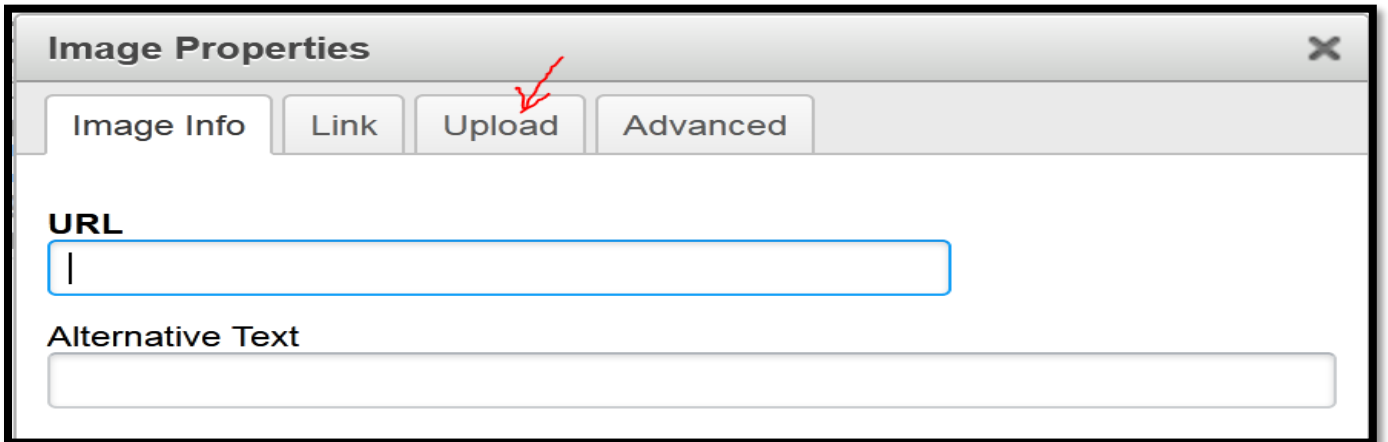 Image Properties
Image Info Link Upload Advanced
URL
Alternative Text